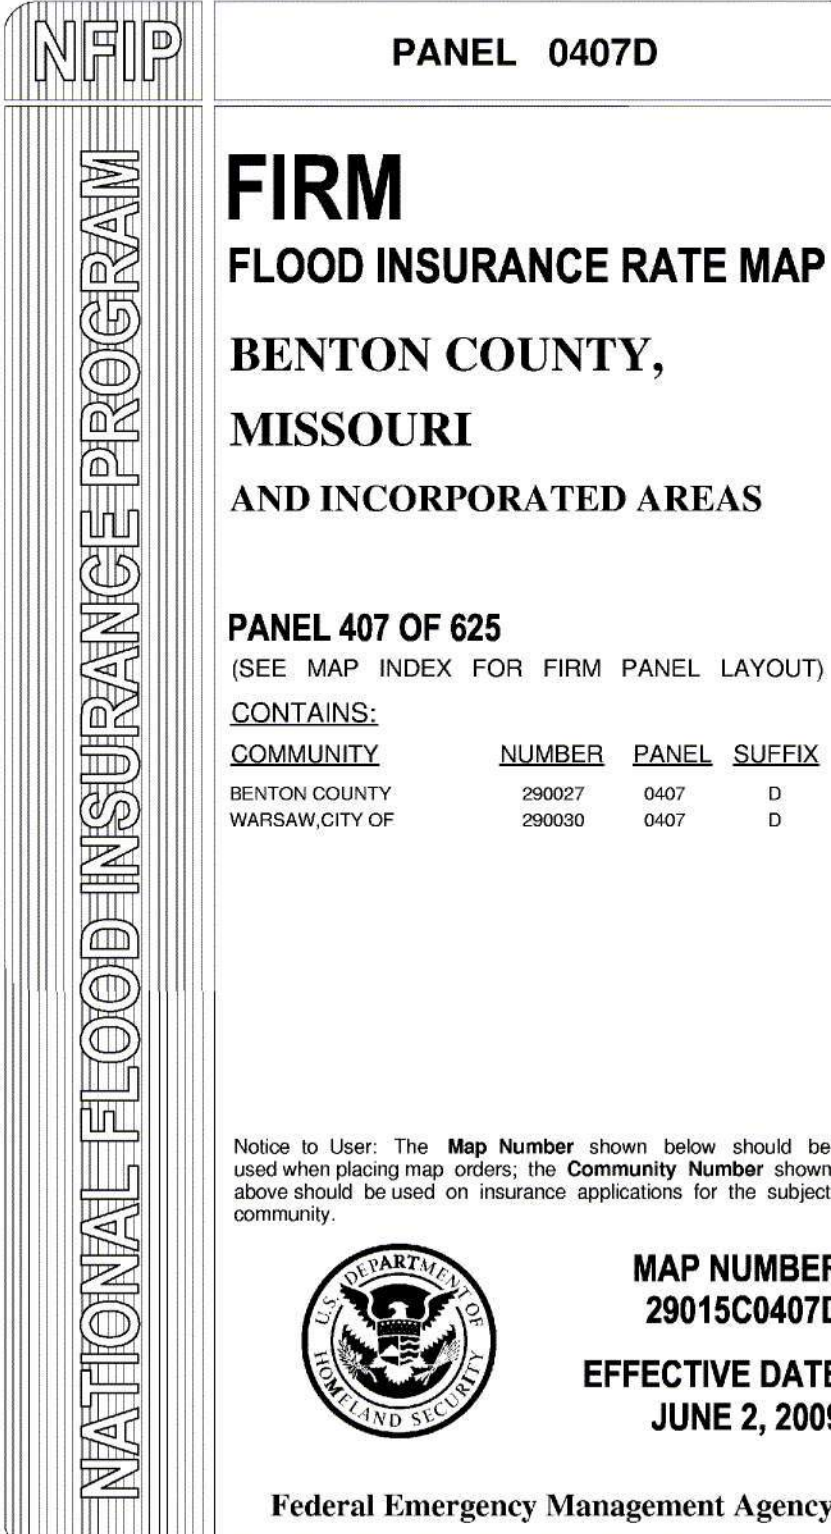 NFIP
PANEL 0407D
NATIONAL FLOOD INSURANCE PROGRAM
FIRM
FLOOD INSURANCE RATE MAP
BENTON COUNTY,
MISSOURI
AND INCORPORATED AREAS
PANEL 407 OF 625
(SEE MAP INDEX FOR FIRM PANEL LAYOUT)
CONTAINS:
COMMUNITY NUMBER PANEL SUFFIX
BENTON COUNTY 290027 0407 D
WARSAW,CITY OF 290030 0407 D
Notice to User: The Map Number shown below should be
used when placing map orders; the Community Number shown
above should be used on insurance applications for the subject
community.
U.S. DEPARTMENT OF
HOMELAND SECURITY
MAP NUMBER
29015C0407D
EFFECTIVE DATE
JUNE 2, 2009
Federal Emergency Management Agency